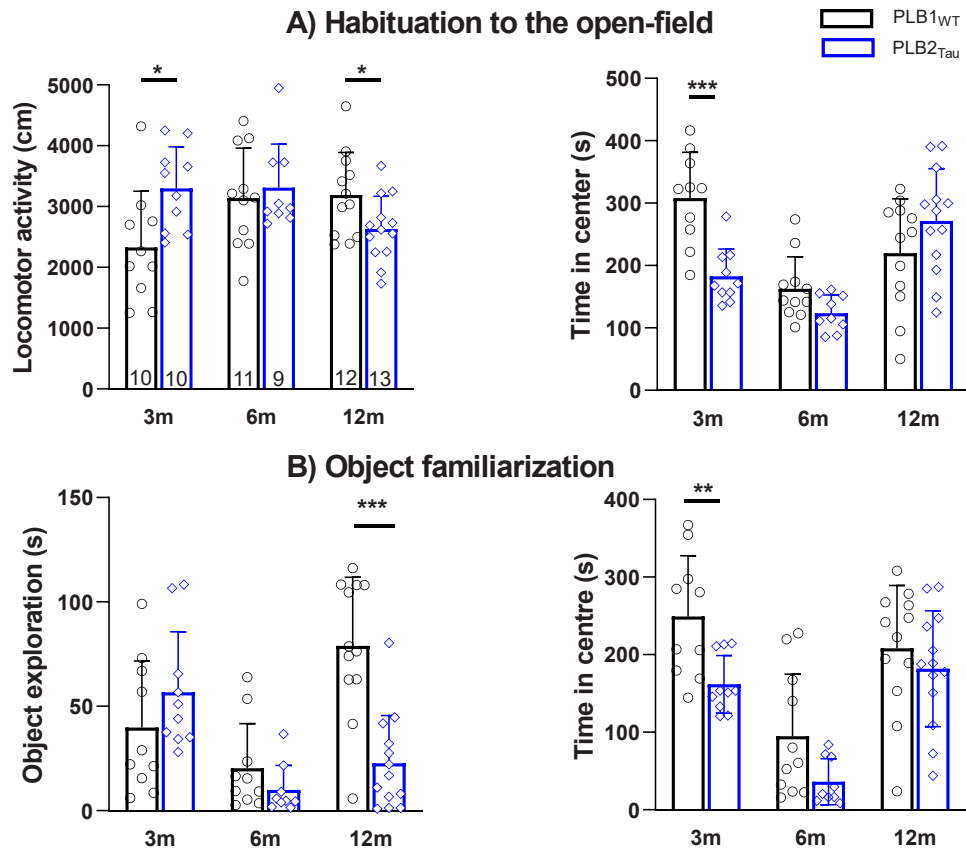 A) Habituation to the open-field
PLB1WT
PLB2Tau
Locomotor activity (cm)
5000
4000
3000
2000
1000
0
*
*
10 10 11 9 12 13
3m 6m 12m
Time in center (s)
500
400
300
200
100
0
***
3m 6m 12m
B) Object familiarization
Object exploration (s)
150
100
50
0
***
3m 6m 12m
Time in centre (s)
400
300
200
100
0
**
3m 6m 12m